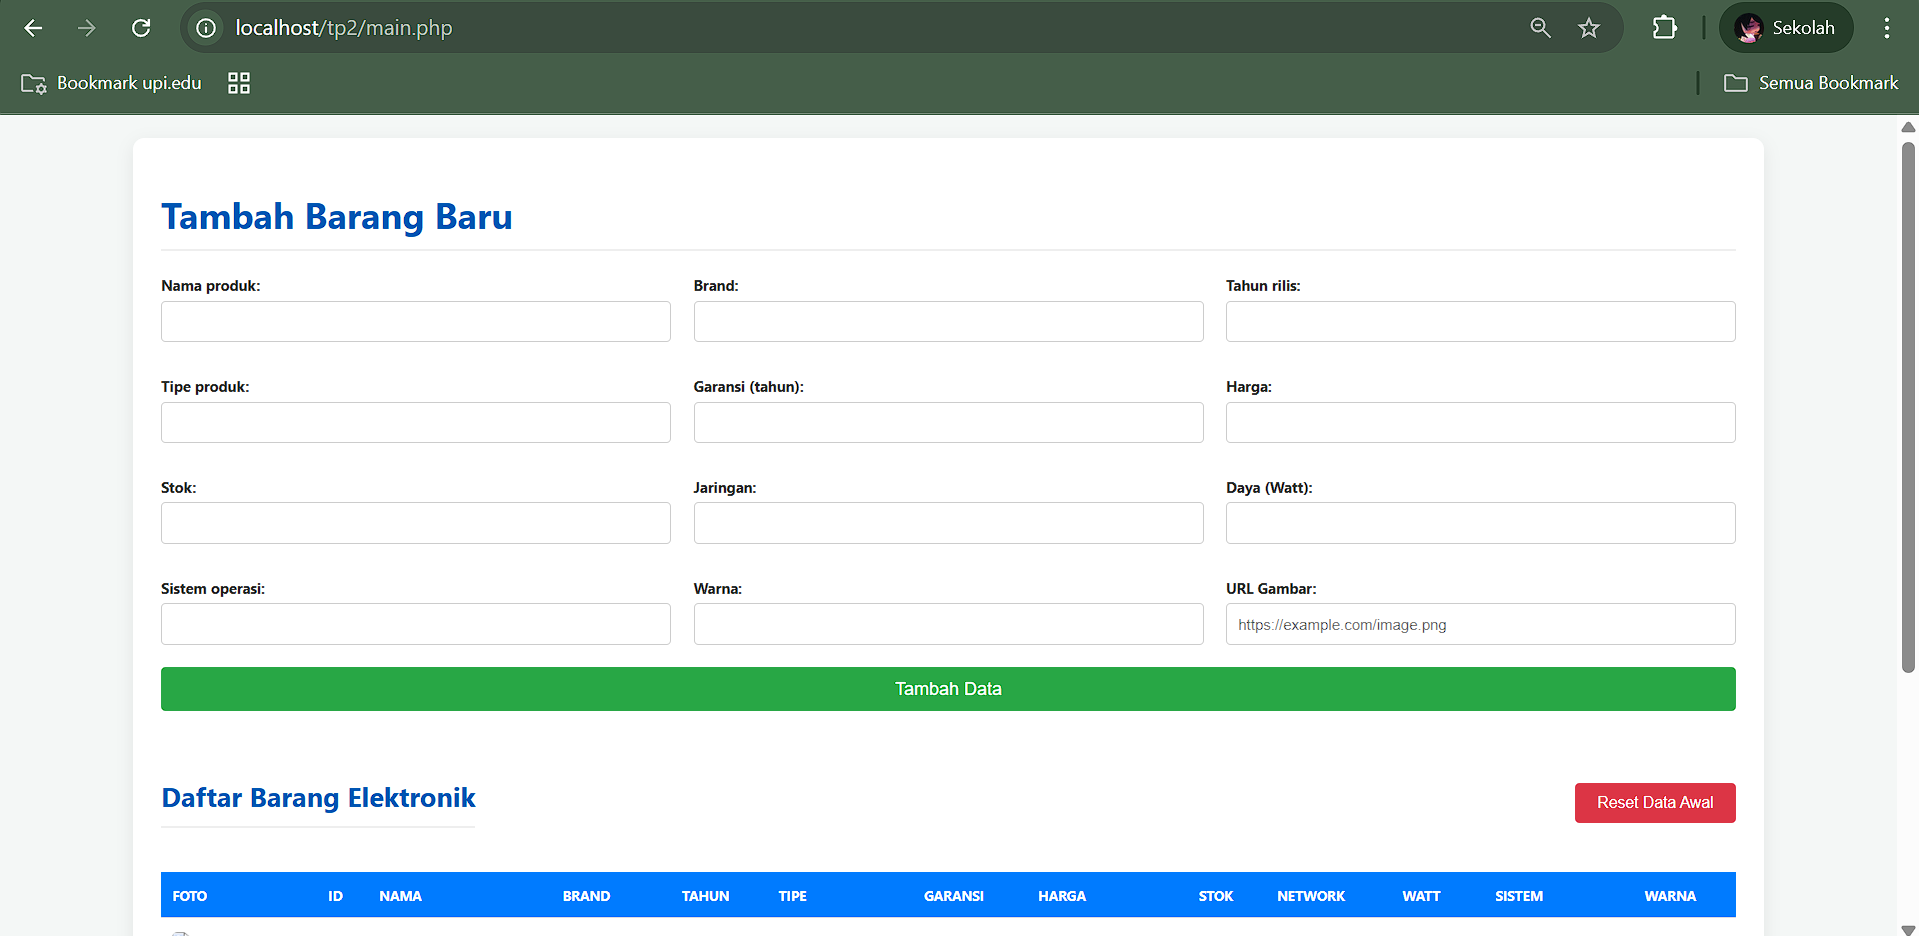 localhost/tp2/main.php
Sekolah
Bookmark upi.edu
Semua Bookmark
Tambah Barang Baru
Nama produk: Brand: Tahun rilis:
Tipe produk: Garansi (tahun): Harga:
Stok: Jaringan: Daya (Watt):
Sistem operasi: Warna: URL Gambar:
https://example.com/image.png
Tambah Data
Daftar Barang Elektronik
Reset Data Awal
FOTO ID NAMA BRAND TAHUN TIPE GARANSI HARGA STOK NETWORK WATT SISTEM WARNA